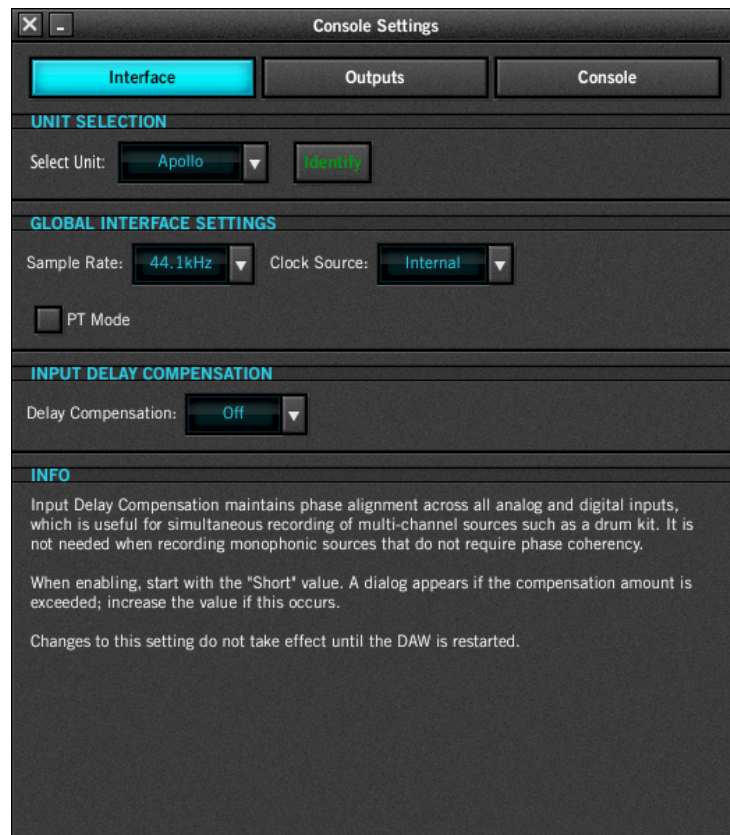 Console Settings
Interface Outputs Console
UNIT SELECTION
Select Unit: Apollo Identify
GLOBAL INTERFACE SETTINGS
Sample Rate: 44.1kHz Clock Source: Internal
PT Mode
INPUT DELAY COMPENSATION
Delay Compensation: Off
INFO
Input Delay Compensation maintains phase alignment across all analog and digital inputs,
which is useful for simultaneous recording of multi-channel sources such as a drum kit. It is
not needed when recording monophonic sources that do not require phase coherency.
When enabling, start with the "Short" value. A dialog appears if the compensation amount is
exceeded; increase the value if this occurs.
Changes to this setting do not take effect until the DAW is restarted.